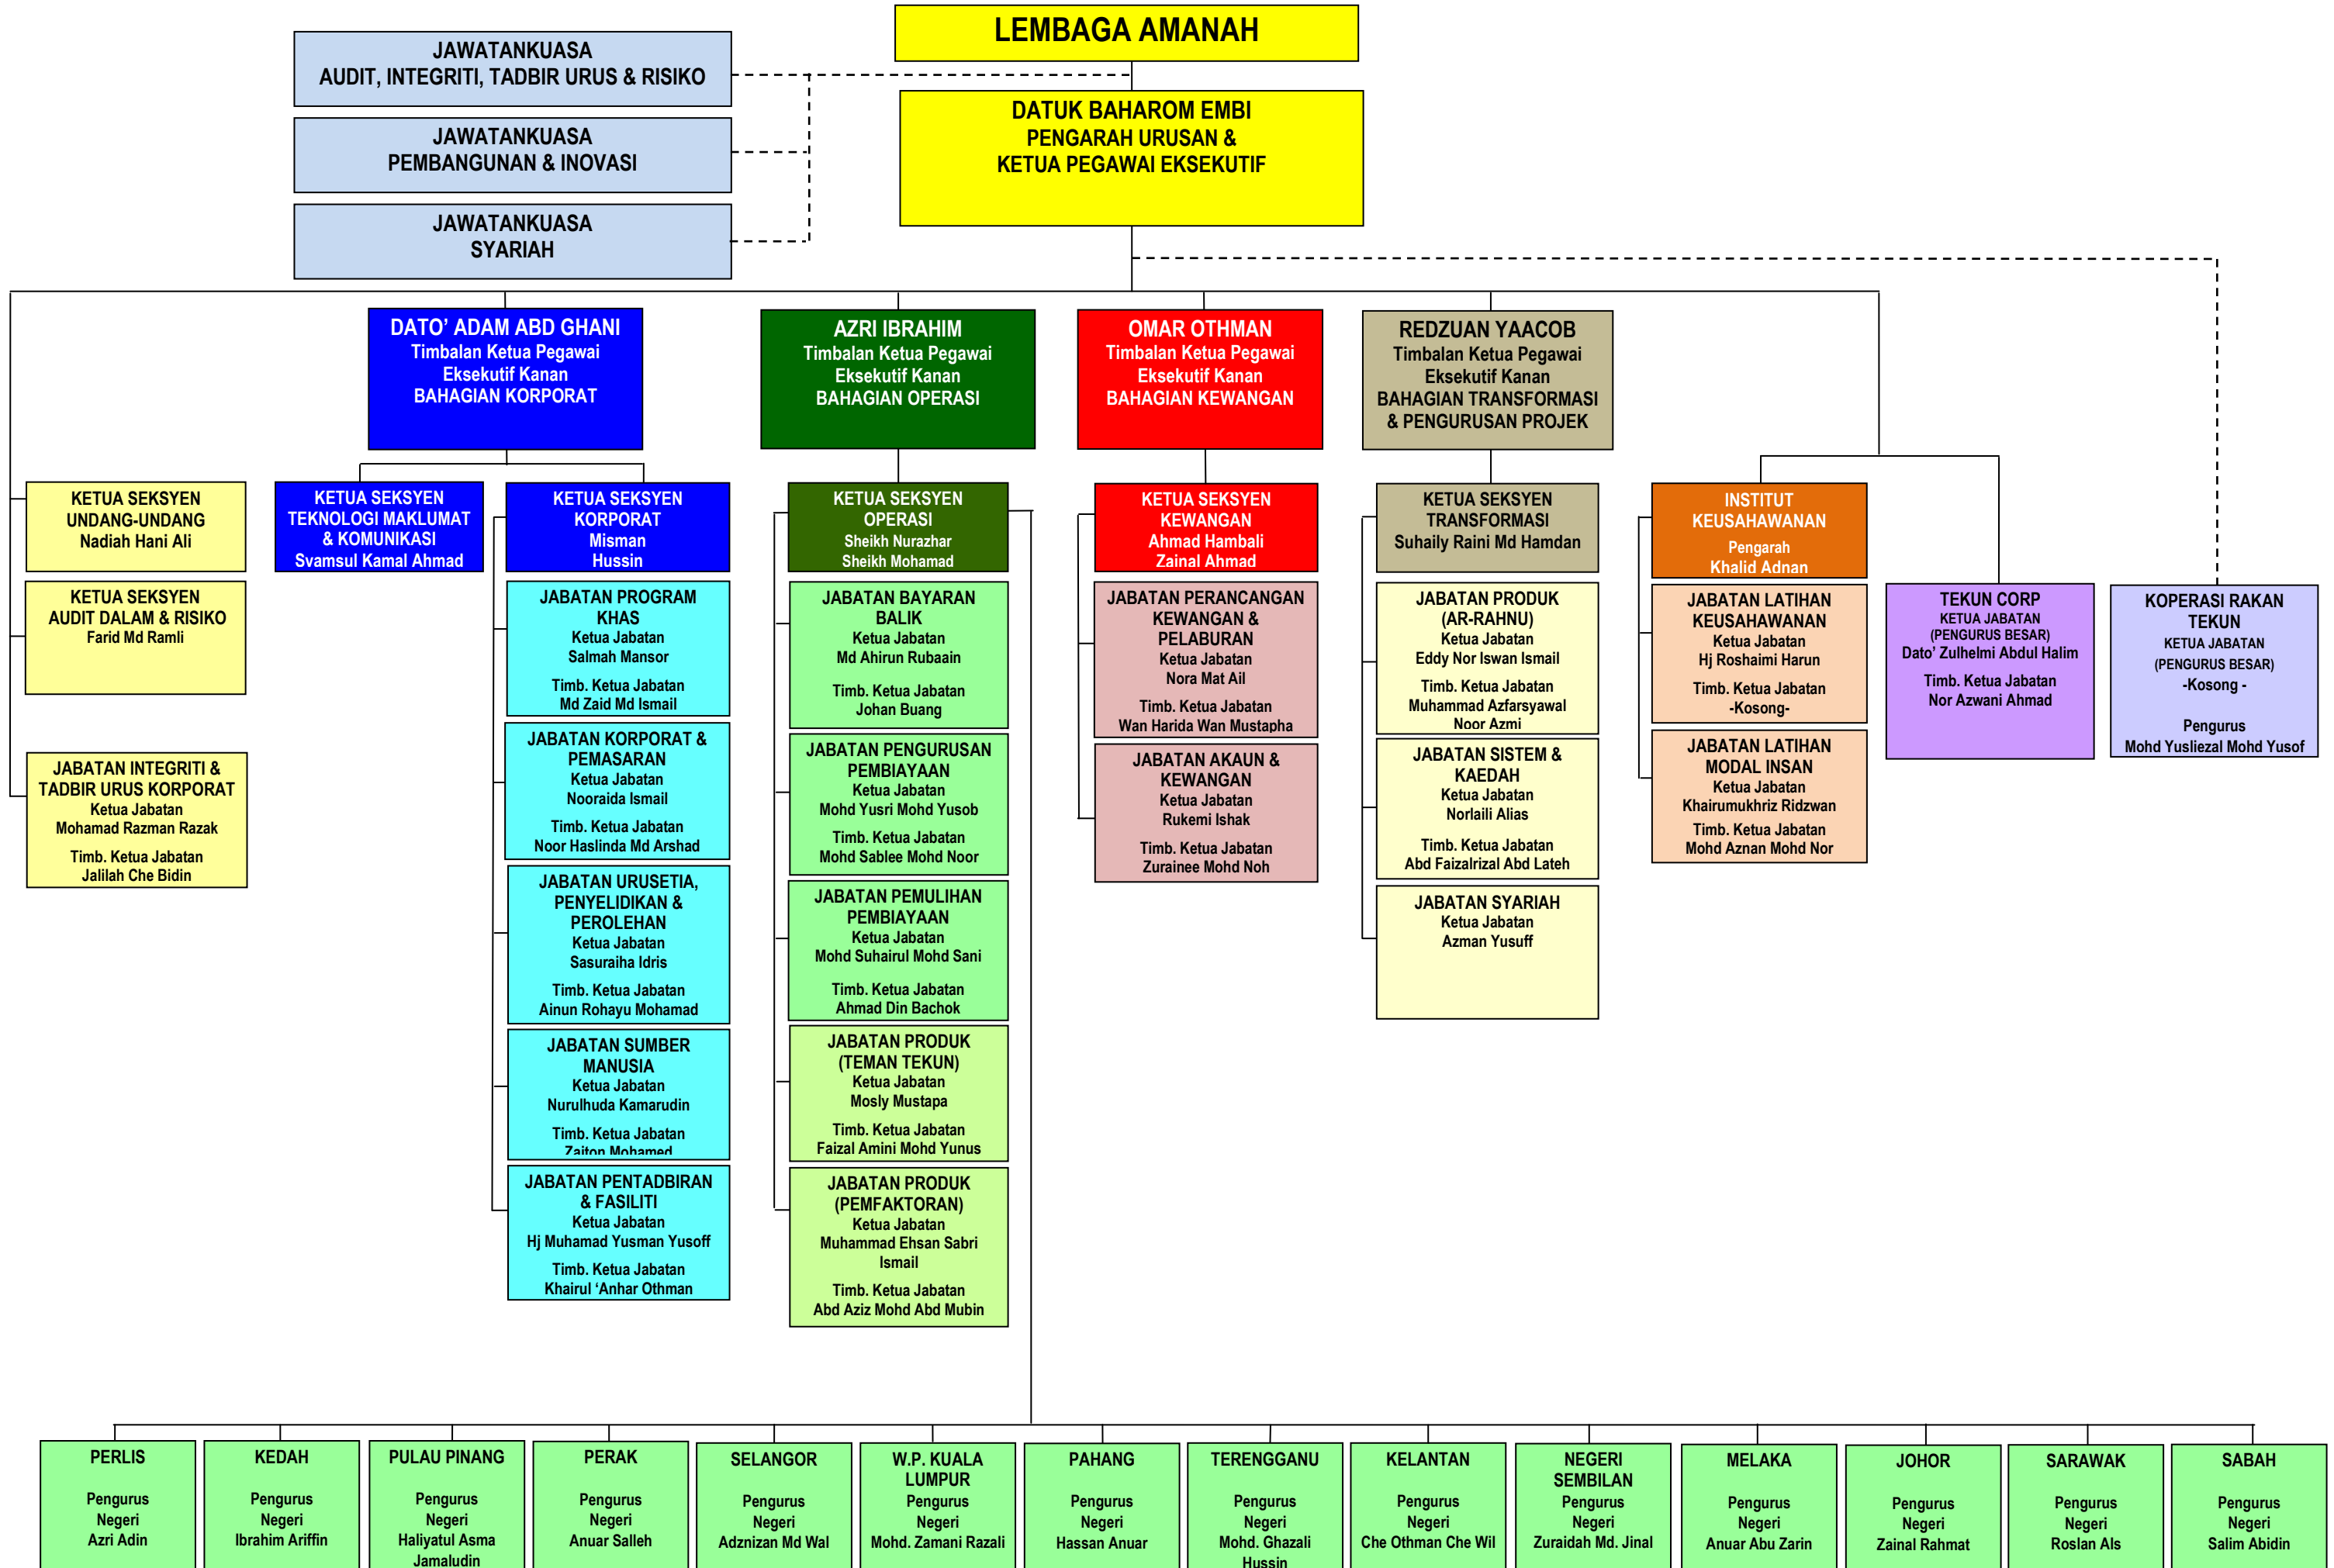 LEMBAGA AMANAH
JAWATANKUASA
AUDIT, INTEGRITI, TADBIR URUS & RISIKO
JAWATANKUASA
PEMBANGUNAN & INOVASI
JAWATANKUASA
SYARIAH
DATUK BAHAROM EMBI
PENGARAH URUSAN &
KETUA PEGAWAI EKSEKUTIF
DATO’ ADAM ABD GHANI
Timbalan Ketua Pegawai
Eksekutif Kanan
BAHAGIAN KORPORAT
AZRI IBRAHIM
Timbalan Ketua Pegawai
Eksekutif Kanan
BAHAGIAN OPERASI
OMAR OTHMAN
Timbalan Ketua Pegawai
Eksekutif Kanan
BAHAGIAN KEWANGAN
REDZUAN YAACOB
Timbalan Ketua Pegawai
Eksekutif Kanan
BAHAGIAN TRANSFORMASI
& PENGURUSAN PROJEK
KETUA SEKSYEN
UNDANG-UNDANG
Nadiah Hani Ali
KETUA SEKSYEN
AUDIT DALAM & RISIKO
Farid Md Ramli
JABATAN INTEGRITI &
TADBIR URUS KORPORAT
Ketua Jabatan
Mohamad Razman Razak
Timb. Ketua Jabatan
Jalilah Che Bidin
KETUA SEKSYEN
TEKNOLOGI MAKLUMAT
& KOMUNIKASI
Syamsul Kamal Ahmad
KETUA SEKSYEN
KORPORAT
Misman
Hussin
JABATAN PROGRAM
KHAS
Ketua Jabatan
Salmah Mansor
Timb. Ketua Jabatan
Md Zaid Md Ismail
JABATAN KORPORAT &
PEMASARAN
Ketua Jabatan
Nooraida Ismail
Timb. Ketua Jabatan
Noor Haslinda Md Arshad
JABATAN URUSETIA,
PENYELIDIKAN &
PEROLEHAN
Ketua Jabatan
Sasuraiha Idris
Timb. Ketua Jabatan
Ainun Rohayu Mohamad
JABATAN SUMBER
MANUSIA
Ketua Jabatan
Nurulhuda Kamarudin
Timb. Ketua Jabatan
Zaiton Mohamed
JABATAN PENTADBIRAN
& FASILITI
Ketua Jabatan
Hj Muhamad Yusman Yusoff
Timb. Ketua Jabatan
Khairul ‘Anhar Othman
KETUA SEKSYEN
OPERASI
Sheikh Nurazhar
Sheikh Mohamad
JABATAN BAYARAN
BALIK
Ketua Jabatan
Md Ahirun Rubaain
Timb. Ketua Jabatan
Johan Buang
JABATAN PENGURUSAN
PEMBIAYAAN
Ketua Jabatan
Mohd Yusri Mohd Yusob
Timb. Ketua Jabatan
Mohd Sablee Mohd Noor
JABATAN PEMULIHAN
PEMBIAYAAN
Ketua Jabatan
Mohd Suhairul Mohd Sani
Timb. Ketua Jabatan
Ahmad Din Bachok
JABATAN PRODUK
(TEMAN TEKUN)
Ketua Jabatan
Mosly Mustapa
Timb. Ketua Jabatan
Faizal Amini Mohd Yunus
JABATAN PRODUK
(PEMFAKTORAN)
Ketua Jabatan
Muhammad Ehsan Sabri
Ismail
Timb. Ketua Jabatan
Abd Aziz Mohd Abd Mubin
KETUA SEKSYEN
KEWANGAN
Ahmad Hambali
Zainal Ahmad
JABATAN PERANCANGAN
KEWANGAN &
PELABURAN
Ketua Jabatan
Nora Mat Ail
Timb. Ketua Jabatan
Wan Harida Wan Mustapha
JABATAN AKAUN &
KEWANGAN
Ketua Jabatan
Rukemi Ishak
Timb. Ketua Jabatan
Zurainee Mohd Noh
KETUA SEKSYEN
TRANSFORMASI
Suhaily Raini Md Hamdan
JABATAN PRODUK
(AR-RAHNU)
Ketua Jabatan
Eddy Nor Iswan Ismail
Timb. Ketua Jabatan
Muhammad Azfarsyawal
Noor Azmi
JABATAN SISTEM &
KAEDAH
Ketua Jabatan
Norlaili Alias
Timb. Ketua Jabatan
Abd Faizalrizal Abd Lateh
JABATAN SYARIAH
Ketua Jabatan
Azman Yusuff
INSTITUT
KEUSAHAWANAN
Pengarah
Khalid Adnan
JABATAN LATIHAN
KEUSAHAWANAN
Ketua Jabatan
Hj Roshaimi Harun
Timb. Ketua Jabatan
-Kosong-
JABATAN LATIHAN
MODAL INSAN
Ketua Jabatan
Khairumukhriz Ridzwan
Timb. Ketua Jabatan
Mohd Aznan Mohd Nor
TEKUN CORP
KETUA JABATAN
(PENGURUS BESAR)
Dato’ Zulhelmi Abdul Halim
Timb. Ketua Jabatan
Nor Azwani Ahmad
KOPERASI RAKAN
TEKUN
KETUA JABATAN
(PENGURUS BESAR)
-Kosong -
Pengurus
Mohd Yusliezal Mohd Yusof
PERLIS
Pengurus
Negeri
Azri Adin
KEDAH
Pengurus
Negeri
Ibrahim Ariffin
PULAU PINANG
Pengurus
Negeri
Haliyatul Asma
Jamaludin
PERAK
Pengurus
Negeri
Anuar Salleh
SELANGOR
Pengurus
Negeri
Adznizan Md Wal
W.P. KUALA
LUMPUR
Pengurus
Negeri
Mohd. Zamani Razali
PAHANG
Pengurus
Negeri
Hassan Anuar
TERENGGANU
Pengurus
Negeri
Mohd. Ghazali
Hussin
KELANTAN
Pengurus
Negeri
Che Othman Che Wil
NEGERI
SEMBILAN
Pengurus
Negeri
Zuraidah Md. Jinal
MELAKA
Pengurus
Negeri
Anuar Abu Zarin
JOHOR
Pengurus
Negeri
Zainal Rahmat
SARAWAK
Pengurus
Negeri
Roslan Als
SABAH
Pengurus
Negeri
Salim Abidin